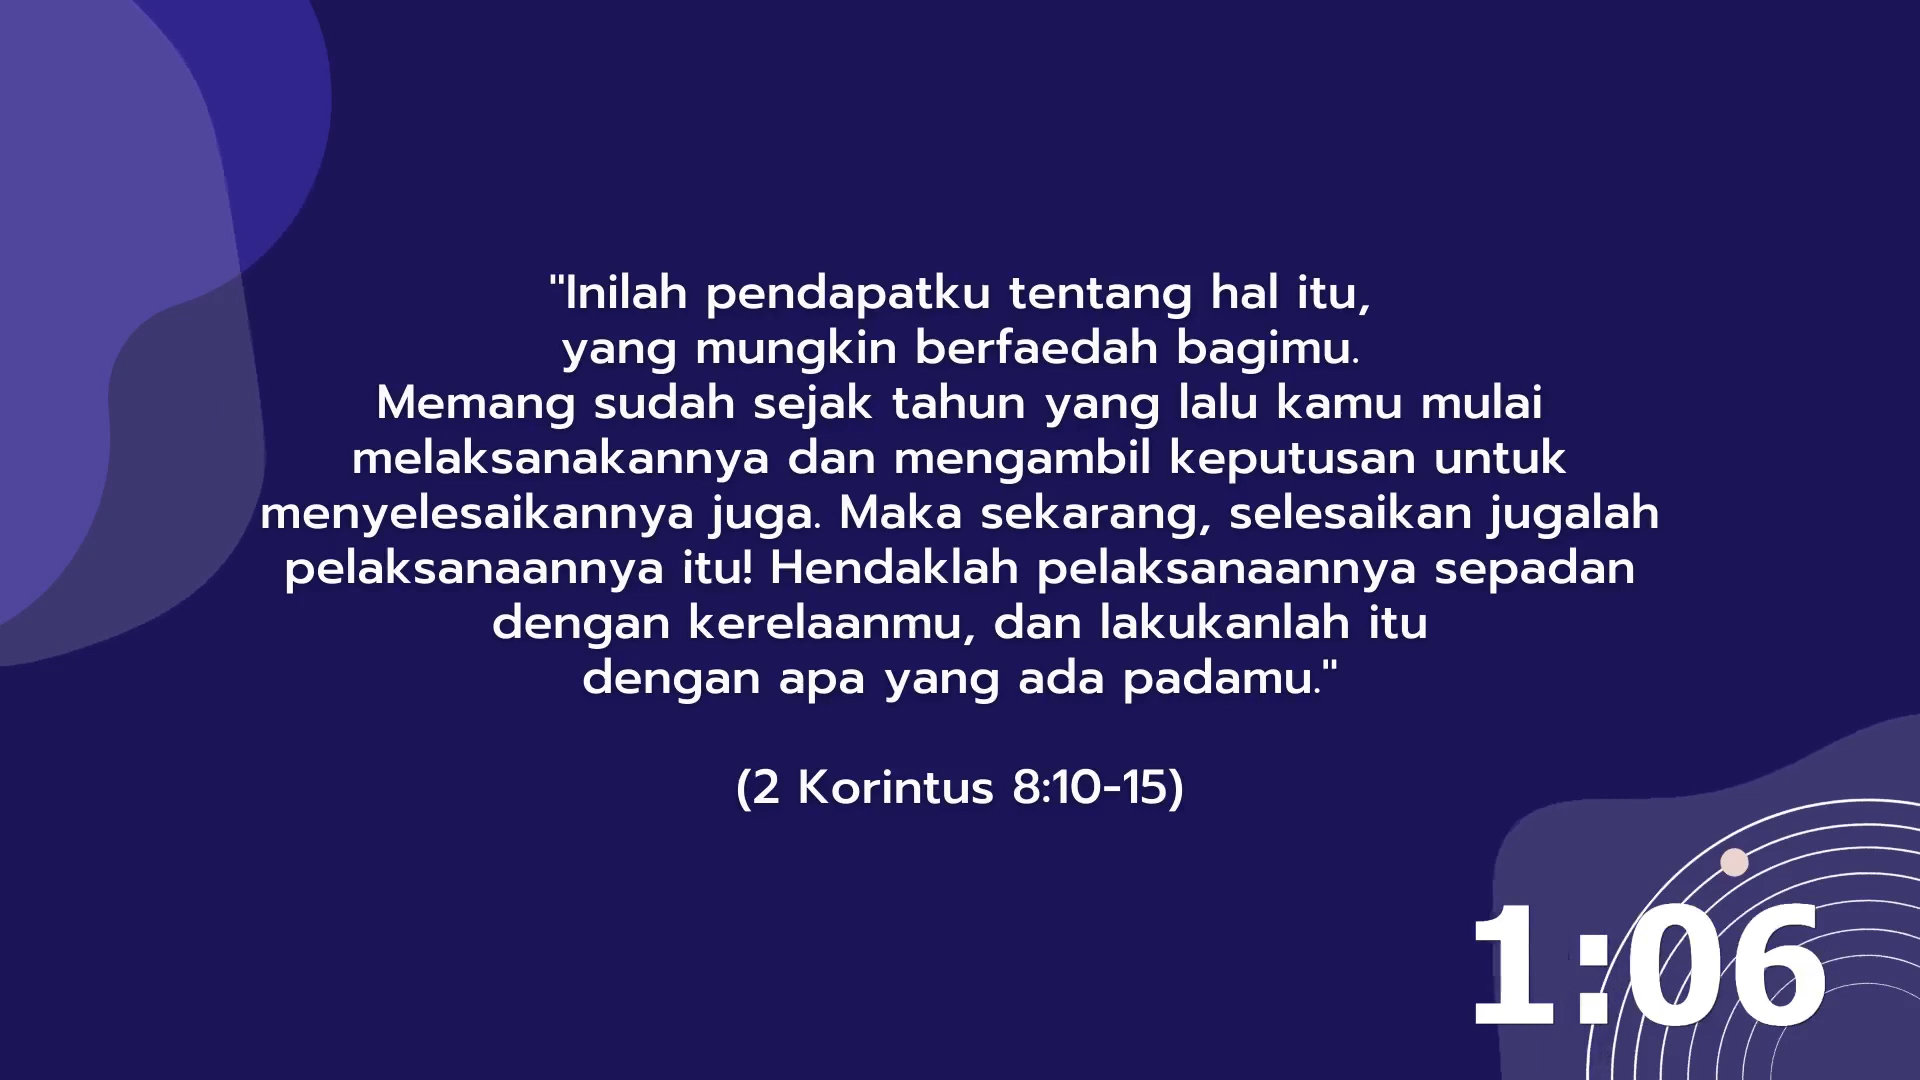 "Inilah pendapatku tentang hal itu,
yang mungkin berfaedah bagimu.
Memang sudah sejak tahun yang lalu kamu mulai
melaksanakannya dan mengambil keputusan untuk
menyelesaikannya juga. Maka sekarang, selesaikan jugalah
pelaksanaannya itu! Hendaklah pelaksanaannya sepadan
dengan kerelaanmu, dan lakukanlah itu
dengan apa yang ada padamu."
(2 Korintus 8:10-15)
1:06